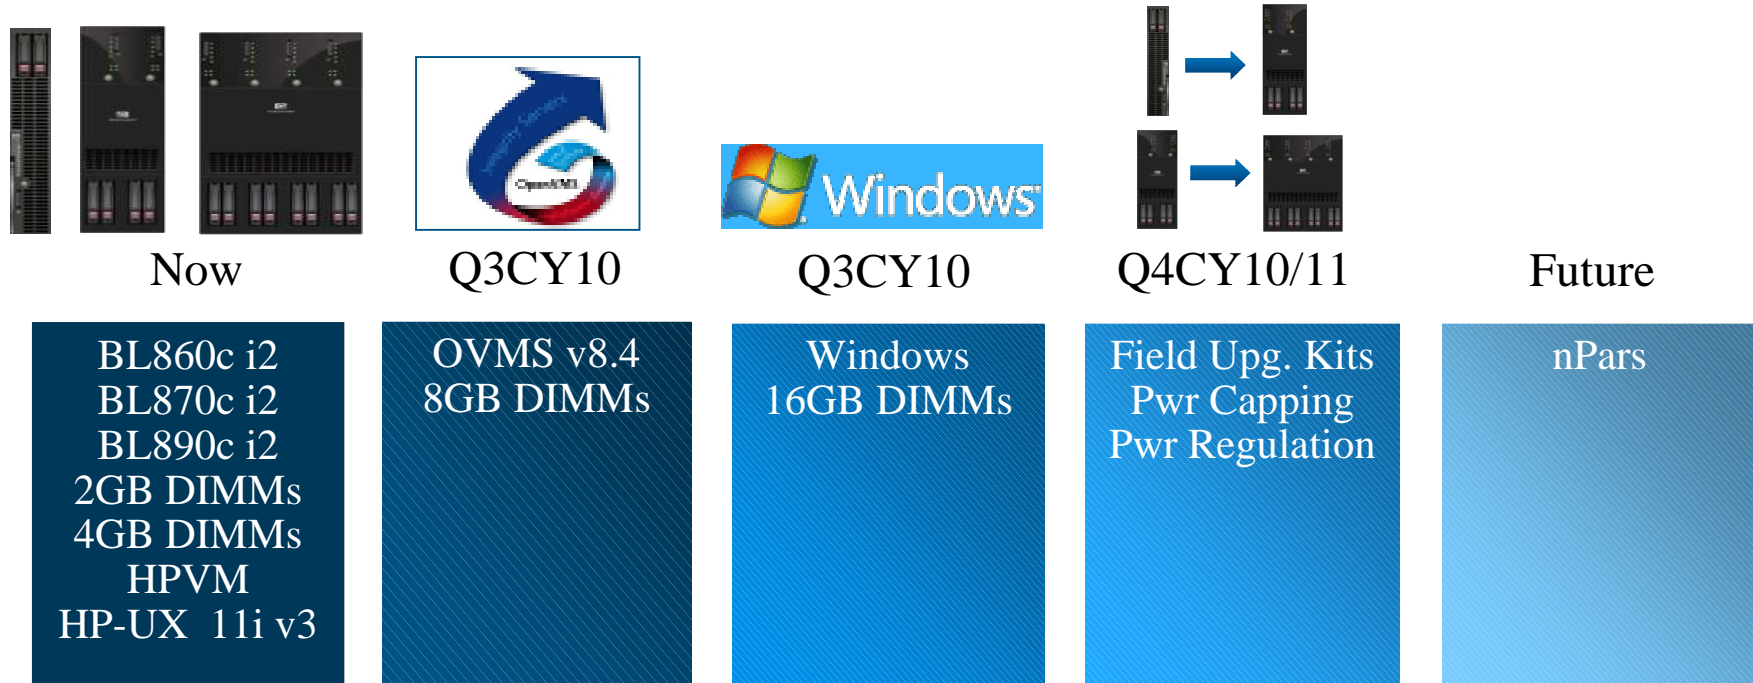 Integrity Servers
OpenVMS
Windows
Now
Q3CY10
Q3CY10
Q4CY10/11
Future
BL860c i2
BL870c i2
BL890c i2
2GB DIMMs
4GB DIMMs
HPVM
HP-UX 11i v3
OVMS v8.4
8GB DIMMs
Windows
16GB DIMMs
Field Upg. Kits
Pwr Capping
Pwr Regulation
nPars